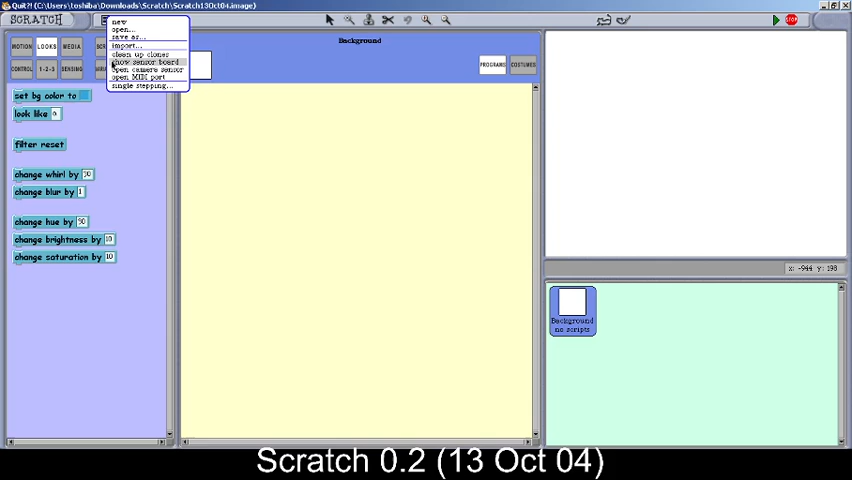 Quit?! (C:\Users\toshiba\Downloads\Scratch\Scratch13Oct04.image)
SCRATCH
new
open...
save as...
import...
clean up clones
show sensor board
open camera sensor
open MIDI port
single stepping...
MOTION LOOKS MEDIA
CONTROL 1-2-3 SENSING
Background
PROGRAMS COSTUMES
STOP
set bg color to
look like
filter reset
change whirl by
change blur by 1
change hue by
change brightness by 10
change saturation by 10
x: -944 y: 198
Background
no scripts
Scratch 0.2 (13 Oct 04)